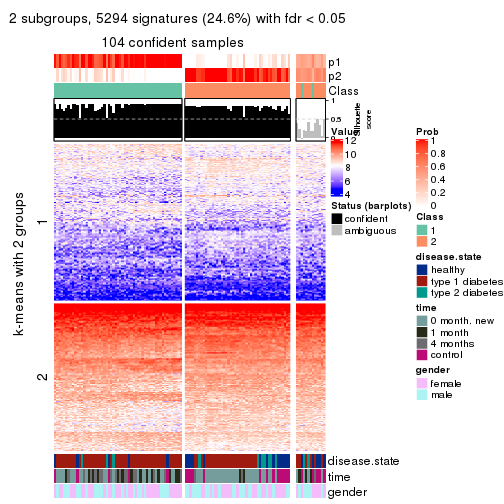 2 subgroups, 5294 signatures (24.6%) with fdr < 0.05
104 confident samples
p1
p2
Class
1
0.5
0
Silhouette
score
k-means with 2 groups
1
2
disease.state
time
gender
Value
12
10
8
6
4
Status (barplots)
confident
ambiguous
Prob
1
0.8
0.6
0.4
0.2
0
Class
1
2
disease.state
healthy
type 1 diabetes
type 2 diabetes
time
0 month. new
1 month
4 months
control
gender
female
male